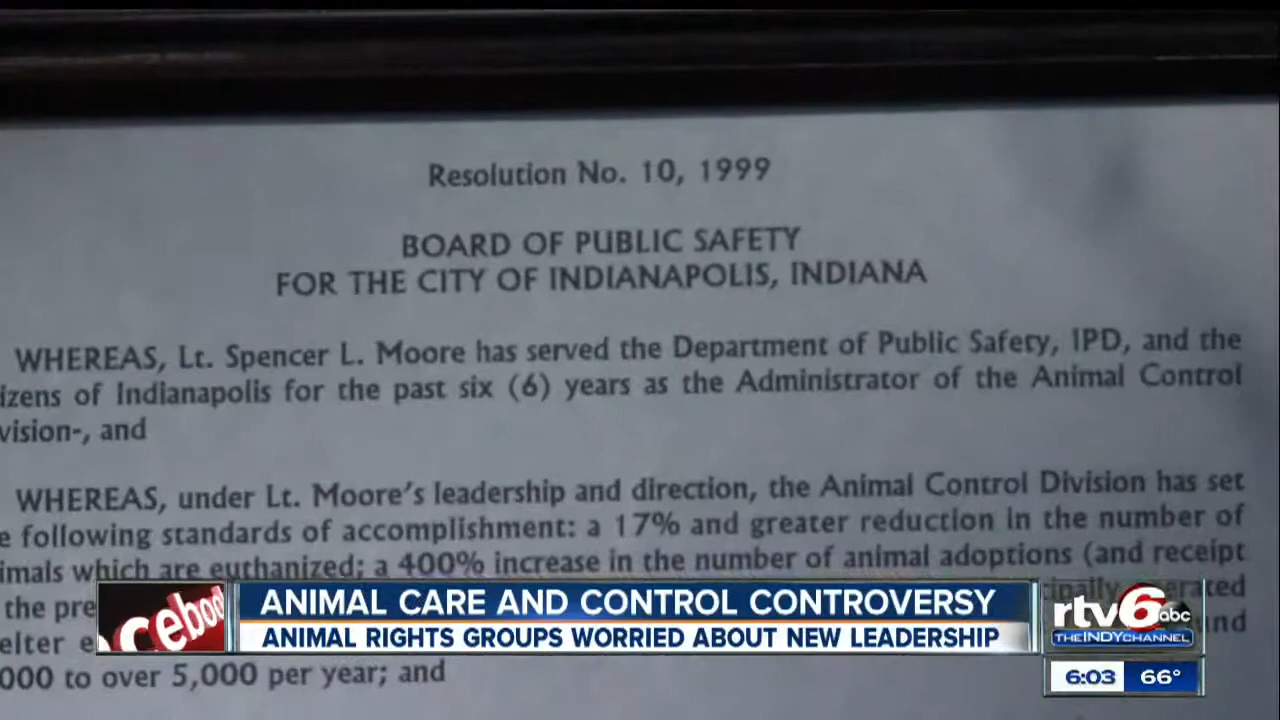 Resolution No. 10, 1999
BOARD OF PUBLIC SAFETY
FOR THE CITY OF INDIANAPOLIS, INDIANA
WHEREAS, Lt. Spencer L. Moore has served the Department of Public Safety, IPD, and the
izens of Indianapolis for the past six (6) years as the Administrator of the Animal Control
vision-, and
WHEREAS, under Lt. Moore's leadership and direction, the Animal Control Division has set
e following standards of accomplishment: a 17% and greater reduction in the number of
imals which are euthanized; a 400% increase in the number of animal adoptions (and receipt
the pre
elter e
000 to over 5,000 per year; and
ceboo
ANIMAL CARE AND CONTROL CONTROVERSY
ANIMAL RIGHTS GROUPS WORRIED ABOUT NEW LEADERSHIP
rtv6 abc
THEINDYCHANNEL
6:03 66°